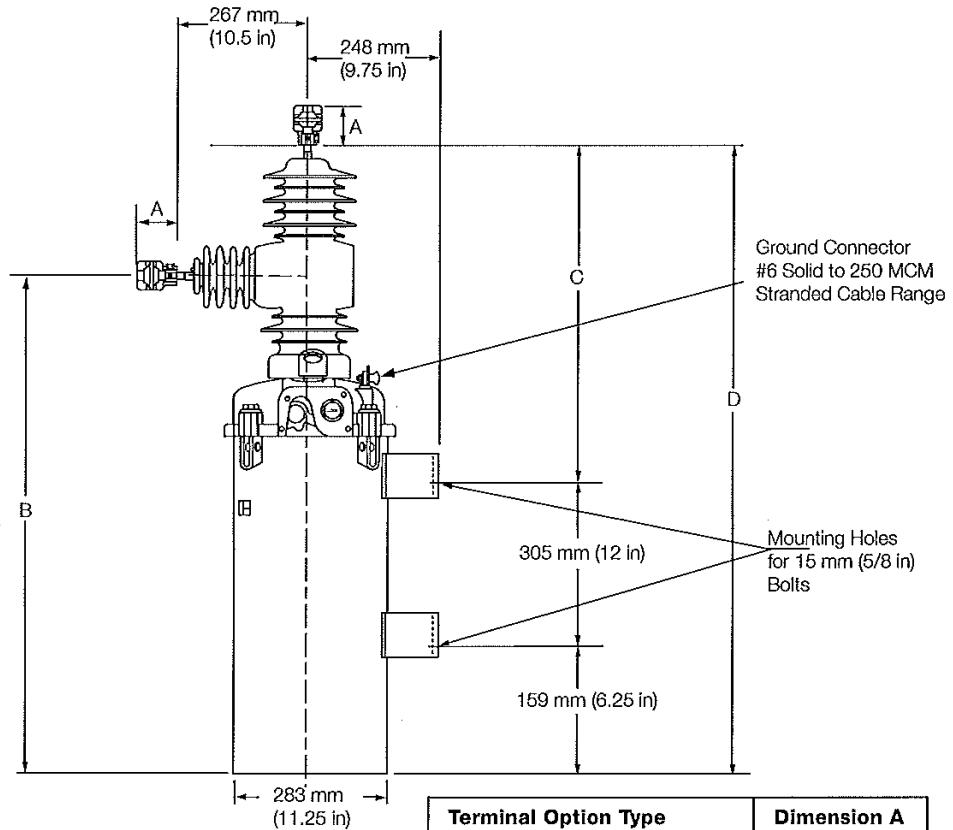 267 mm
(10.5 in)
248 mm
(9.75 in)
A
A
C
Ground Connector
#6 Solid to 250 MCM
Stranded Cable Range
D
B
305 mm (12 in)
Mounting Holes
for 15 mm (5/8 in)
Bolts
159 mm (6.25 in)
283 mm
(11.25 in)
Terminal Option Type Dimension A